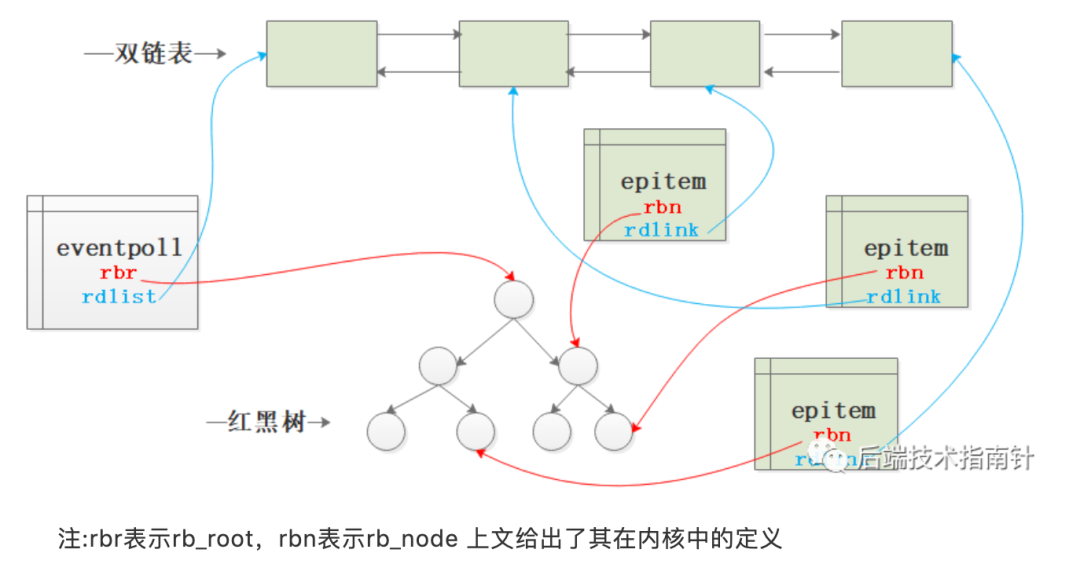 双链表
epitem
rbn
rdlink
eventpoll
rbr
rdlist
epitem
rbn
rdlink
epitem
rbn
红黑树
后端技术指南针
注:rbr表示rb_root，rbn表示rb_node 上文给出了其在内核中的定义